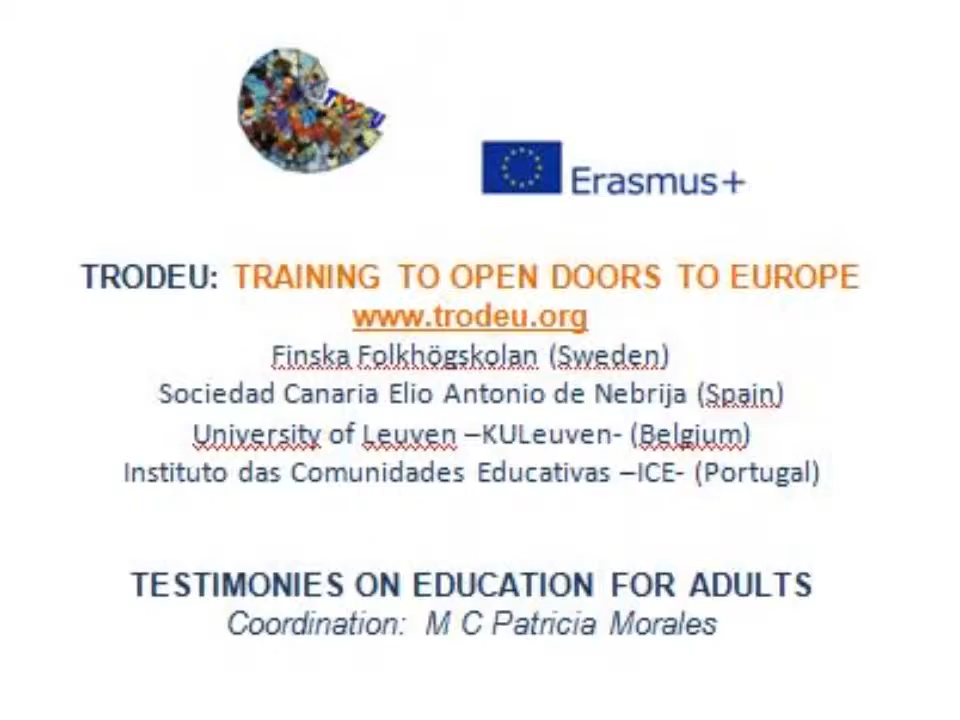 TRODEU
Erasmus+
TRODEU: TRAINING TO OPEN DOORS TO EUROPE
www.trodeu.org
Finska Folkhögskolan (Sweden)
Sociedad Canaria Elio Antonio de Nebrija (Spain)
University of Leuven –KULeuven- (Belgium)
Instituto das Comunidades Educativas –ICE- (Portugal)
TESTIMONIES ON EDUCATION FOR ADULTS
Coordination: M C Patricia Morales